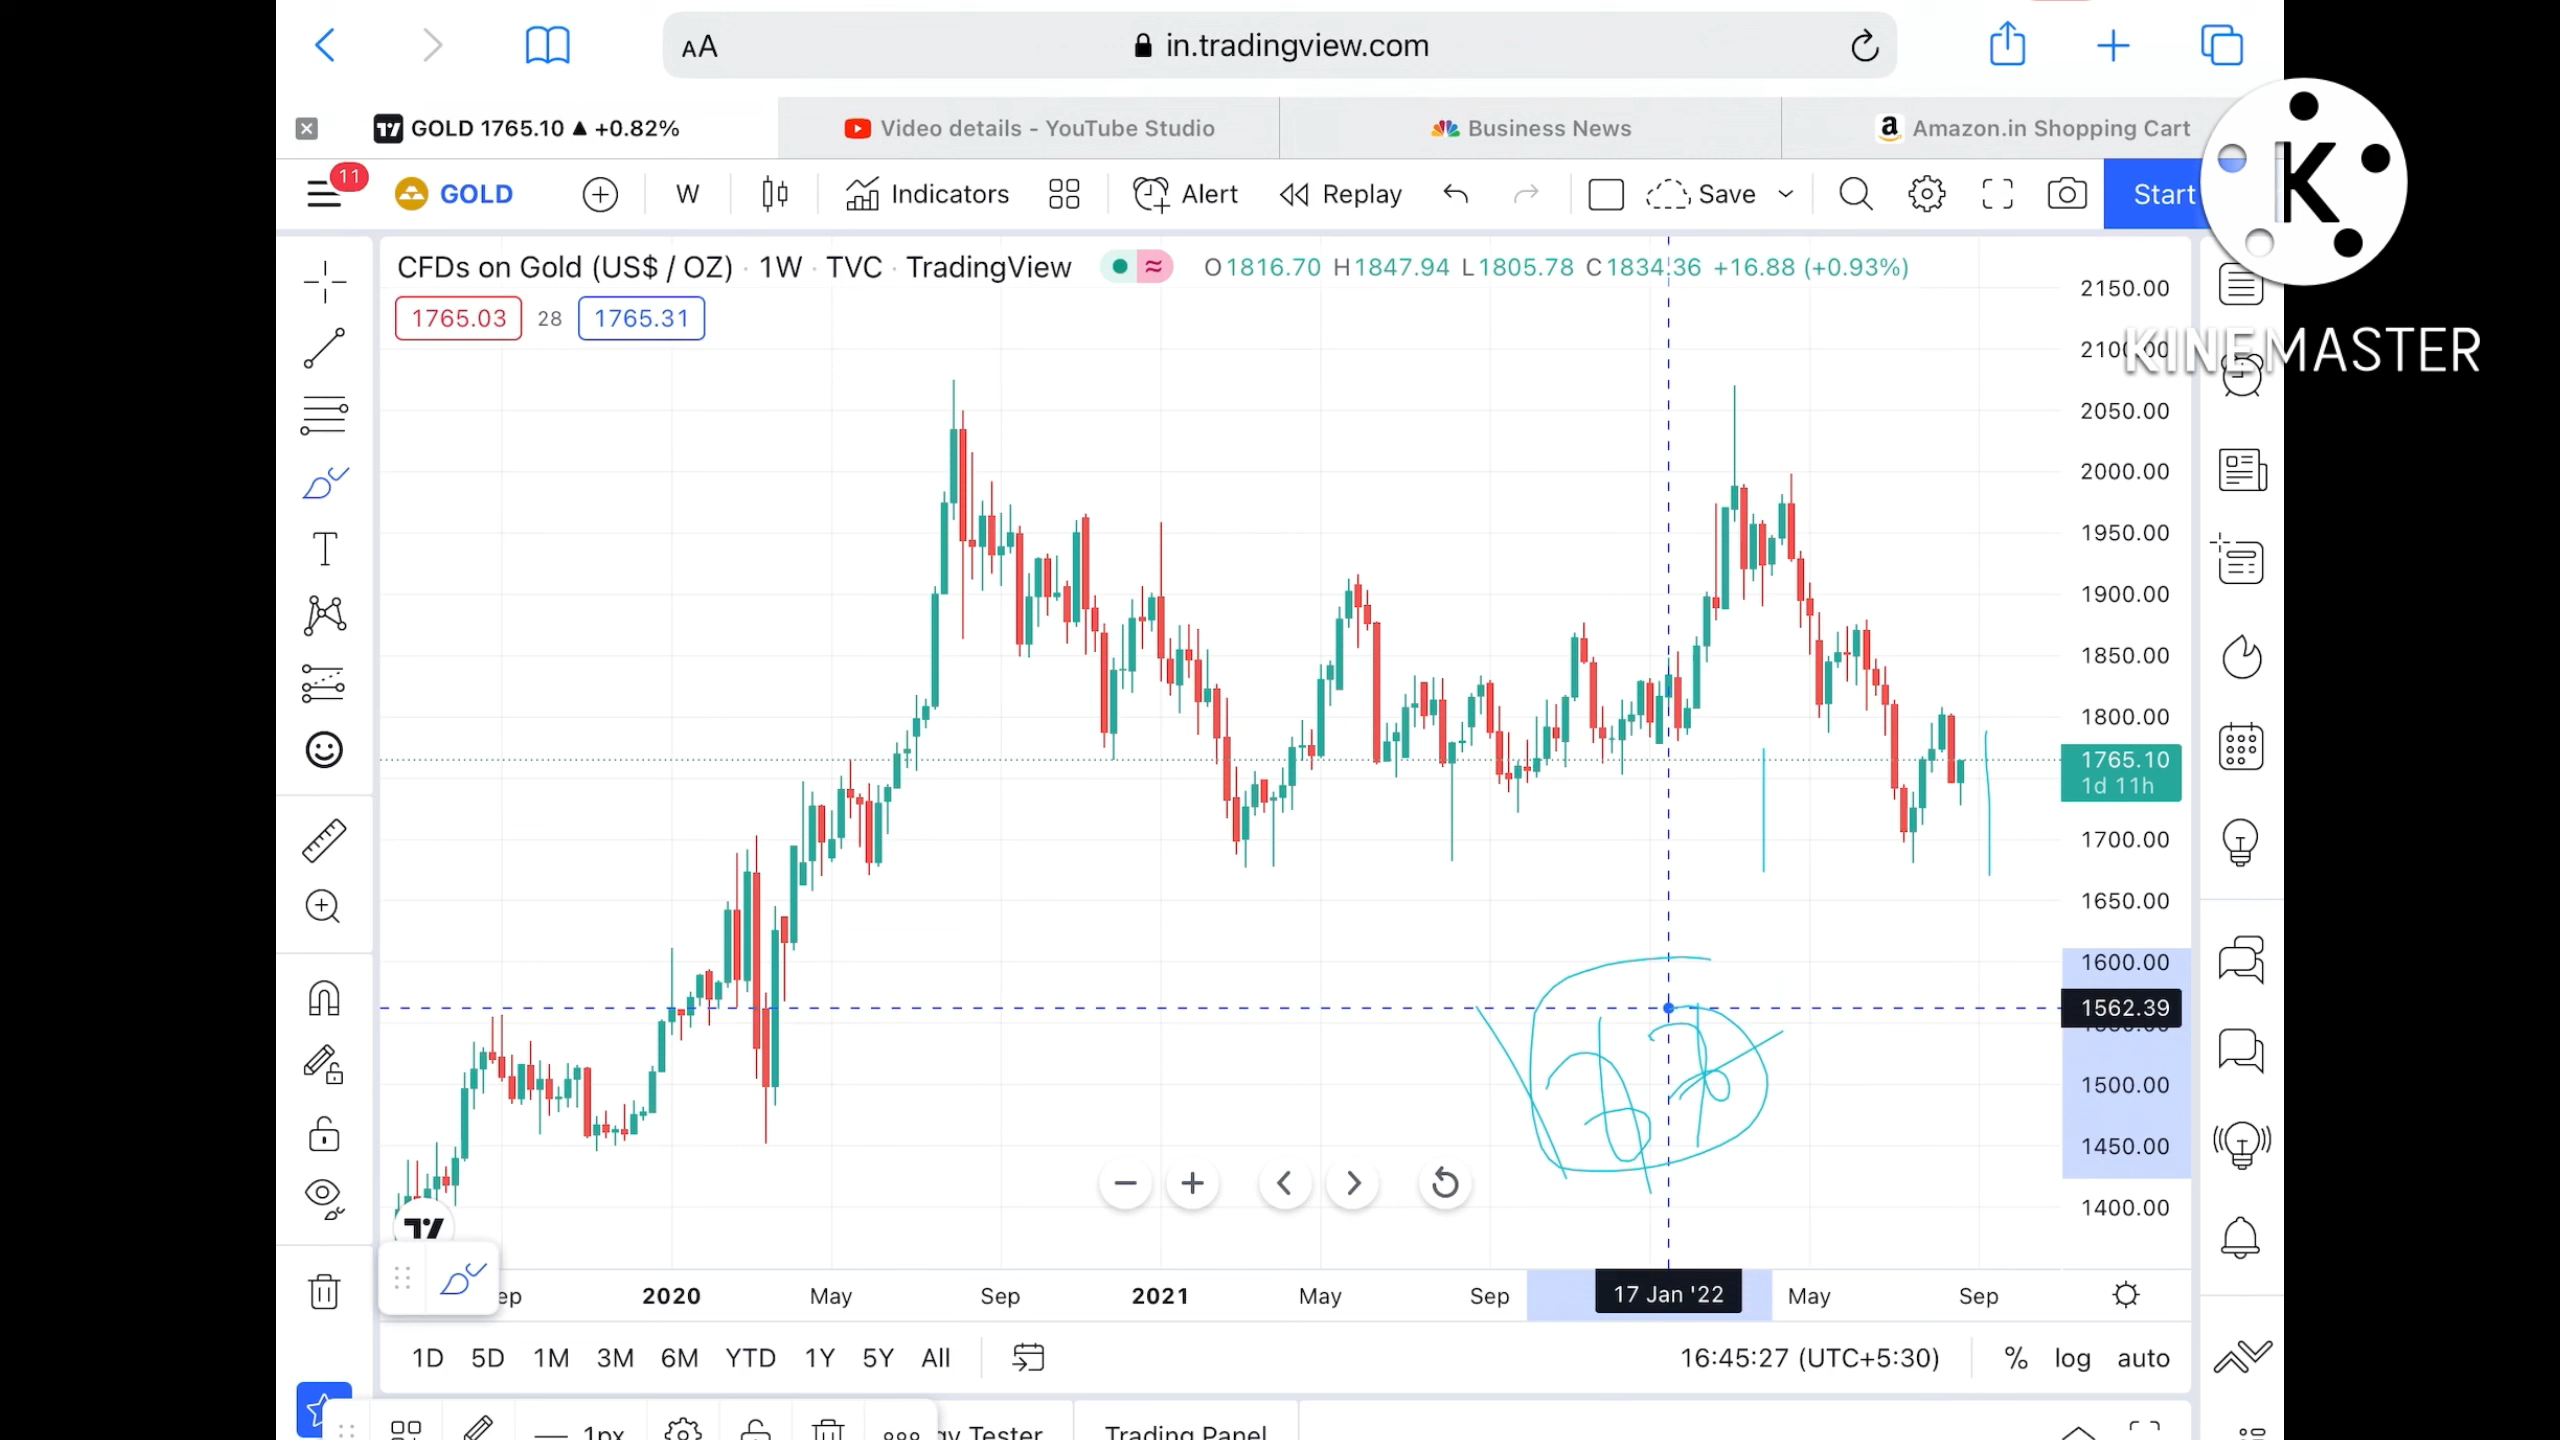 AA in.tradingview.com
GOLD 1765.10 ▲ +0.82% Video details - YouTube Studio Business News Amazon.in Shopping Cart
11 GOLD W Indicators Alert Replay Save Start
K
KINEMASTER
CFDs on Gold (US$ / OZ) · 1W · TVC · TradingView O1816.70 H1847.94 L1805.78 C1834.36 +16.88 (+0.93%)
1765.03 28 1765.31
2150.00
2050.00
2000.00
1950.00
1900.00
1850.00
1800.00
1765.10
1d 11h
1700.00
1650.00
1600.00
1562.39
1500.00
1450.00
1400.00
2020 May Sep 2021 May Sep 17 Jan '22 May Sep
1D 5D 1M 3M 6M YTD 1Y 5Y All 16:45:27 (UTC+5:30) % log auto
1px Tester Trading Panel